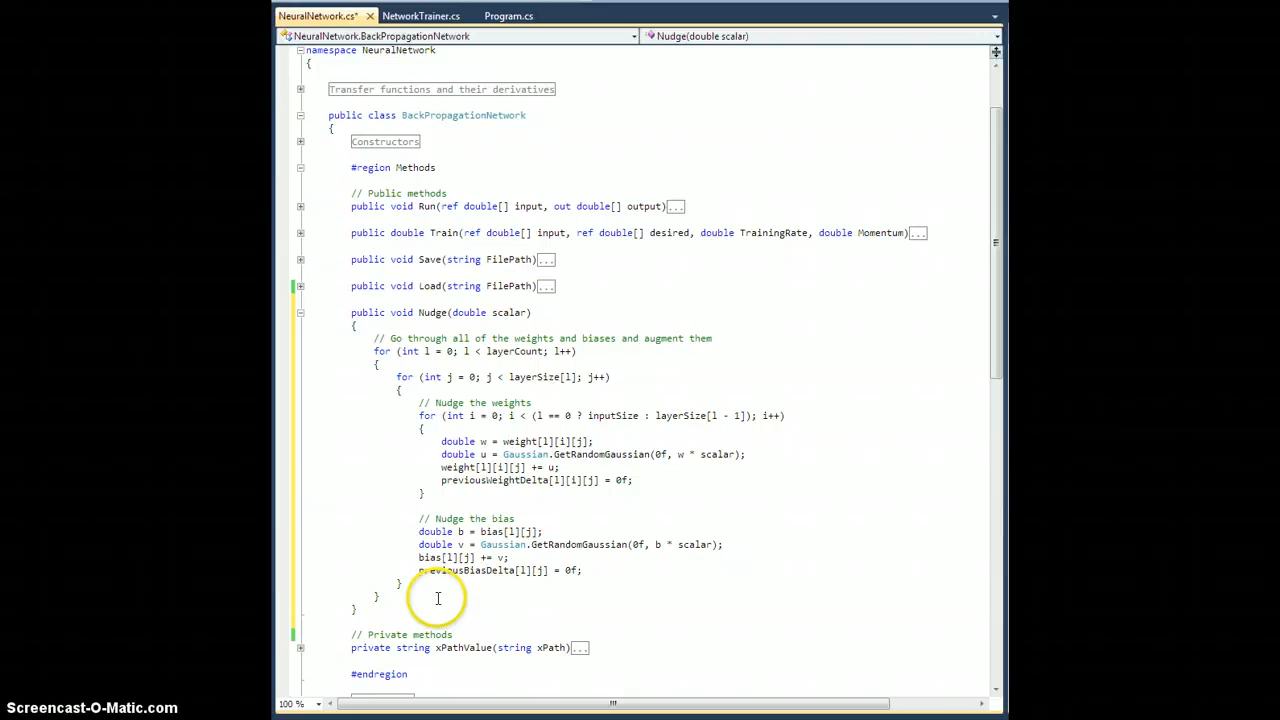 NeuralNetwork.cs* NetworkTrainer.cs Program.cs
NeuralNetwork.BackPropagationNetwork Nudge(double scalar)
namespace NeuralNetwork
{
Transfer functions and their derivatives
public class BackPropagationNetwork
{
Constructors
#region Methods
// Public methods
public void Run(ref double[] input, out double[] output)...
public double Train(ref double[] input, ref double[] desired, double TrainingRate, double Momentum)...
public void Save(string FilePath)...
public void Load(string FilePath)...
public void Nudge(double scalar)
{
// Go through all of the weights and biases and augment them
for (int l = 0; l < layerCount; l++)
{
for (int j = 0; j < layerSize[l]; j++)
{
// Nudge the weights
for (int i = 0; i < (l == 0 ? inputSize : layerSize[l - 1]); i++)
{
double w = weight[l][i][j];
double u = Gaussian.GetRandomGaussian(0f, w * scalar);
weight[l][i][j] += u;
previousWeightDelta[l][i][j] = 0f;
}
// Nudge the bias
double b = bias[l][j];
double v = Gaussian.GetRandomGaussian(0f, b * scalar);
bias[l][j] += v;
previousBiasDelta[l][j] = 0f;
}
}
}
// Private methods
private string xPathValue(string xPath)...
#endregion
100 %
Screencast-O-Matic.com